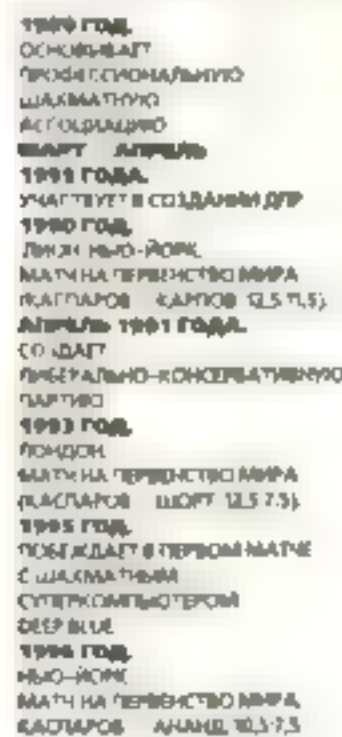 ГОД,
ОСНОВЫВАЕТ
ПРОФЕССИОНАЛЬНУЮ
ШАХМАТНУЮ
АССОЦИАЦИЮ
МАРТ АПРЕЛЬ
ГОДА.
УЧАСТВУЕТ В СОЗДАНИИ ДПР
1990 ГОД,
ЛИОН НЬЮ-ЙОРК.
МАТЧ НА ПЕРВЕНСТВО МИРА
(КАСПАРОВ КАРПОВ 12,5 11,5).
АПРЕЛЬ 1991 ГОДА.
СОЗДАЕТ
ЛИБЕРАЛЬНО-КОНСЕРВАТИВНУЮ
ПАРТИЮ
1993 ГОД,
ЛОНДОН.
МАТЧ НА ПЕРВЕНСТВО МИРА
(КАСПАРОВ ШОРТ 12,5 7,5).
1995 ГОД,
ПОБЕЖДАЕТ В ПЕРВОМ МАТЧЕ
С ШАХМАТНЫМ
СУПЕРКОМПЬЮТЕРОМ
DEEP BLUE
1996 ГОД,
НЬЮ-ЙОРК
МАТЧ НА ПЕРВЕНСТВО МИРА,
КАСПАРОВ АНАНД 10,5:7,5